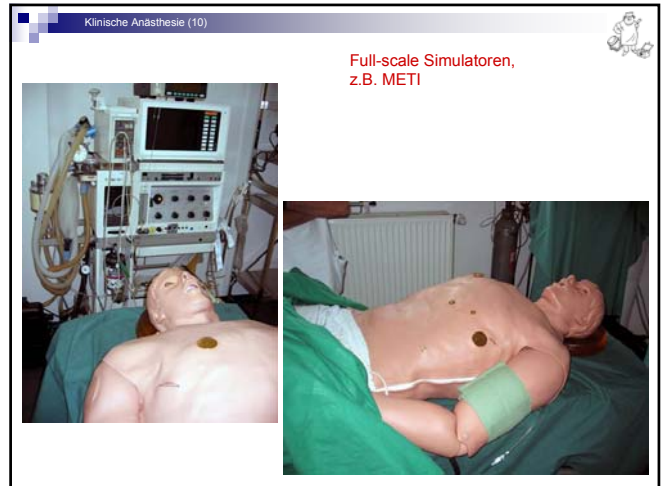 Klinische Anästhesie (10)
Full-scale Simulatoren,
z.B. METI